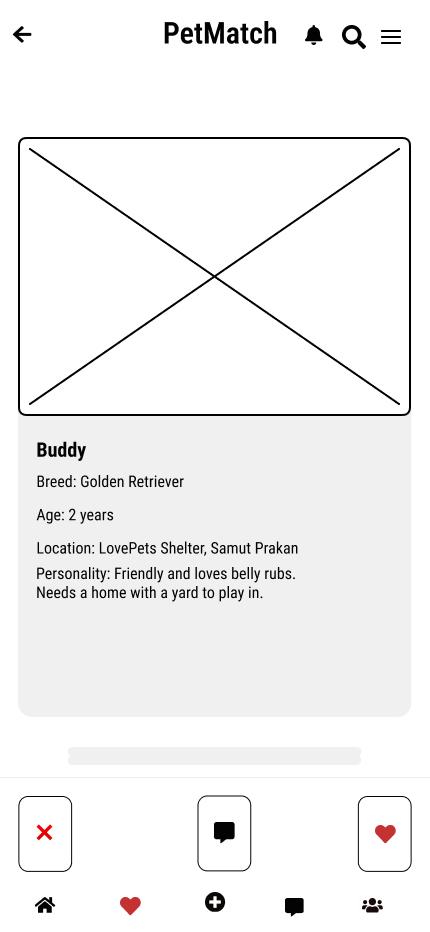 PetMatch
Buddy
Breed: Golden Retriever
Age: 2 years
Location: LovePets Shelter, Samut Prakan
Personality: Friendly and loves belly rubs.
Needs a home with a yard to play in.